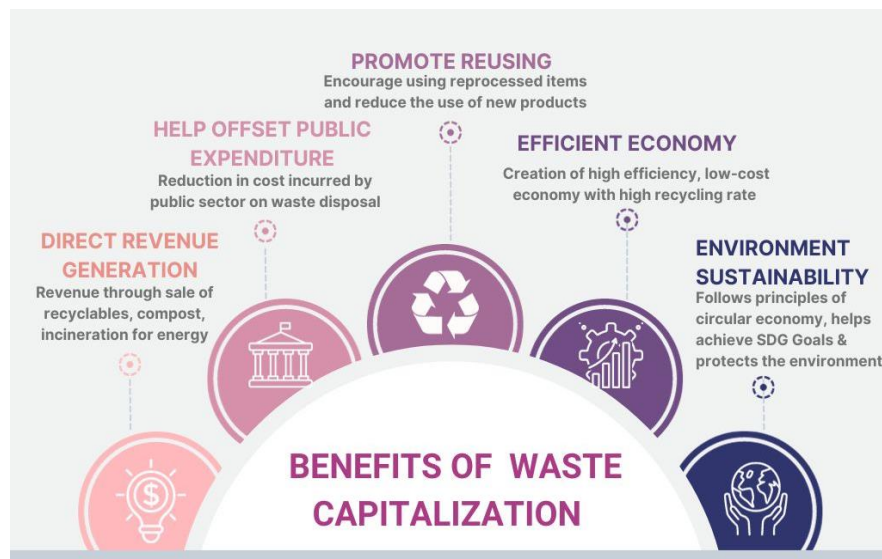 PROMOTE REUSING
Encourage using reprocessed items
and reduce the use of new products
HELP OFFSET PUBLIC
EXPENDITURE
Reduction in cost incurred by
public sector on waste disposal
EFFICIENT ECONOMY
Creation of high efficiency, low-cost
economy with high recycling rate
DIRECT REVENUE
GENERATION
Revenue through sale of
recyclables, compost,
incineration for energy
ENVIRONMENT
SUSTAINABILITY
Follows principles of
circular economy, helps
achieve SDG Goals &
protects the environment
$
BENEFITS OF WASTE
CAPITALIZATION